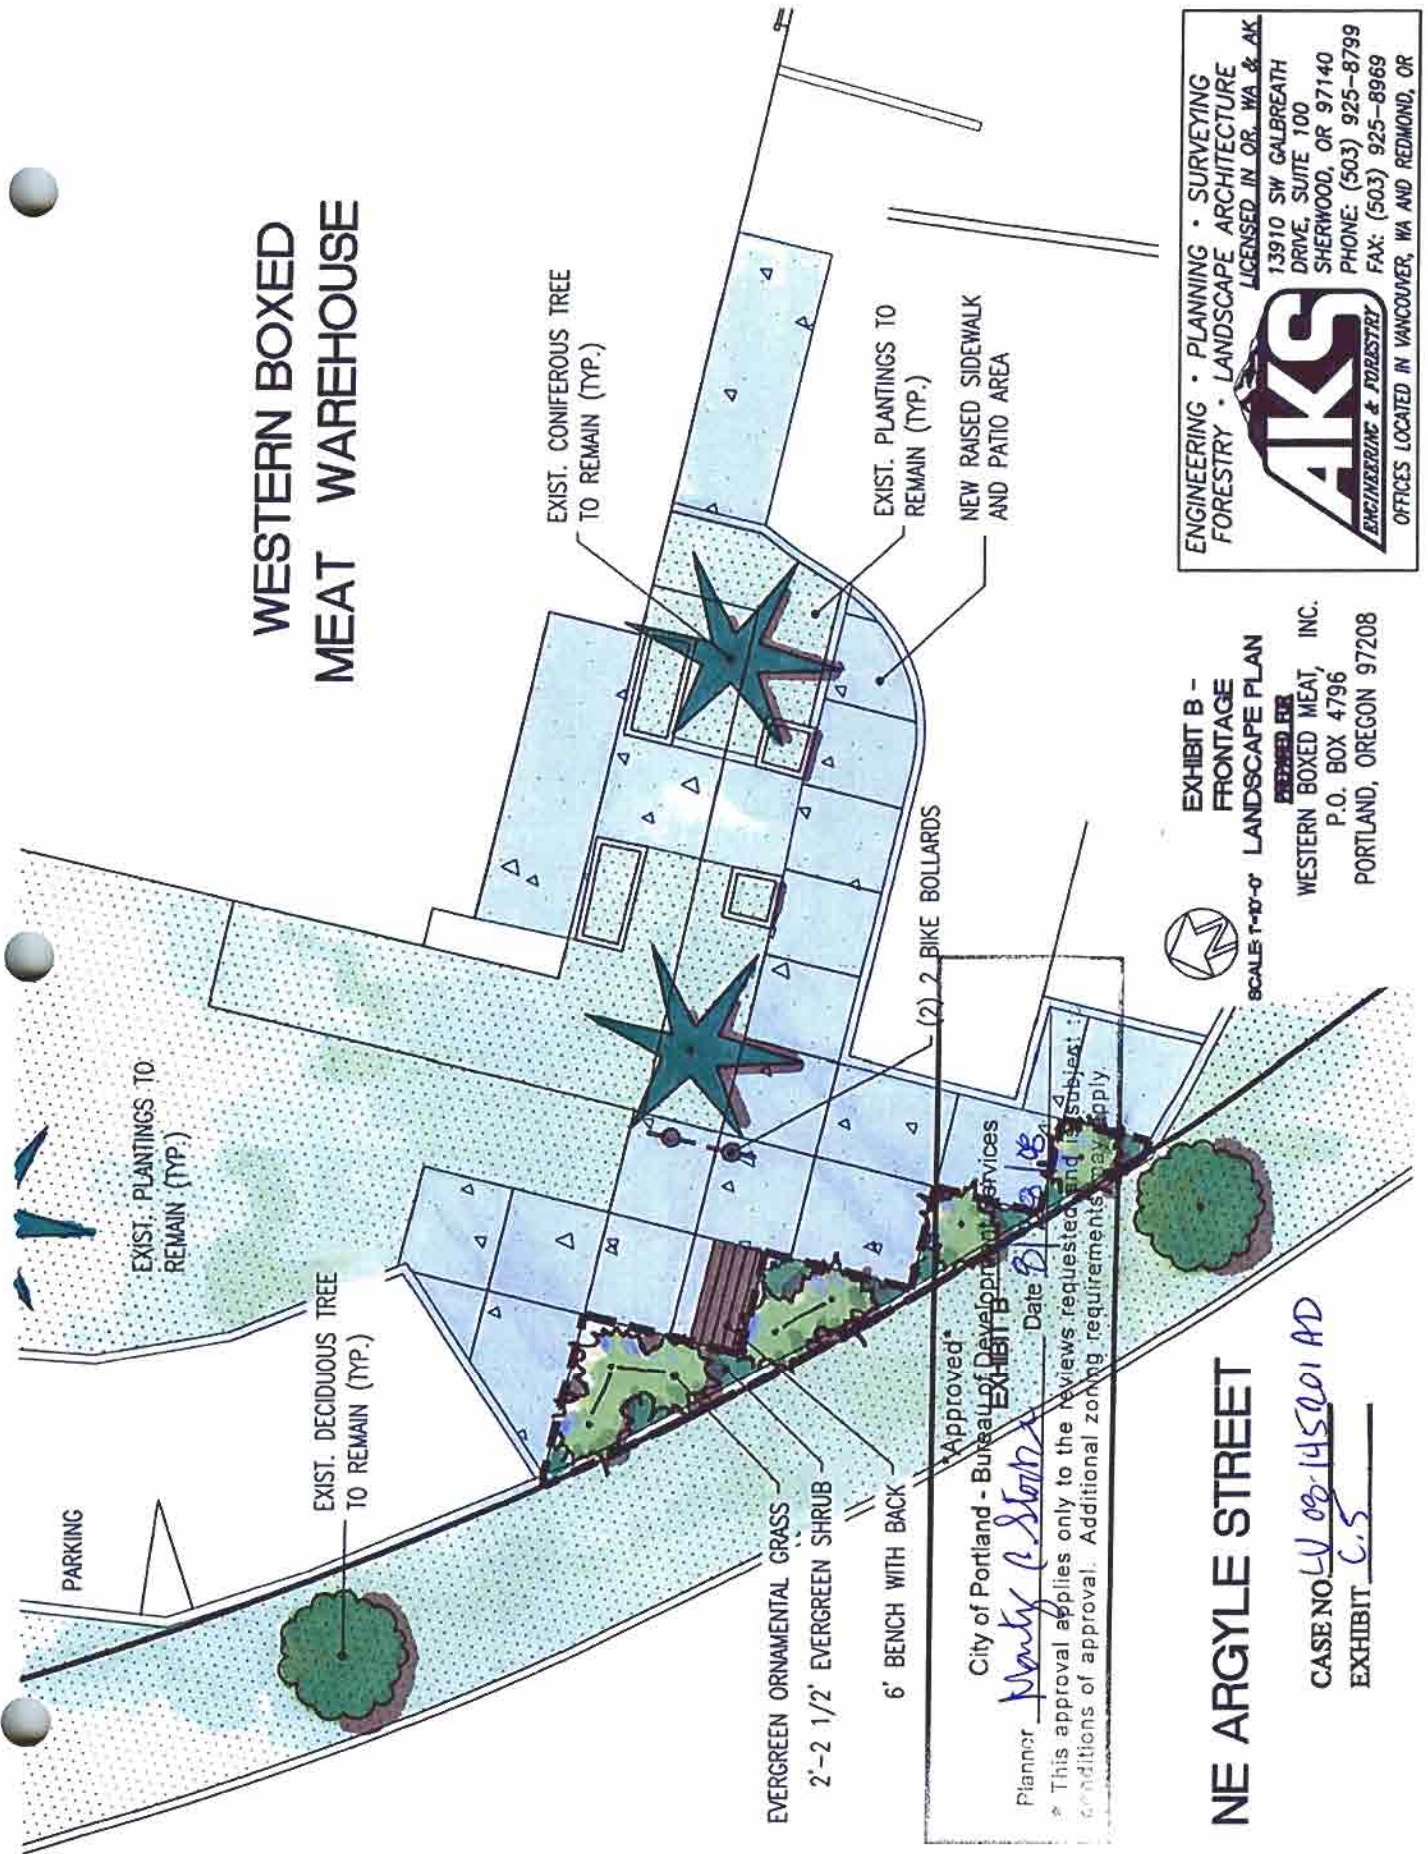 WESTERN BOXED
MEAT WAREHOUSE
PARKING
EXIST. PLANTINGS TO
REMAIN (TYP.)
EXIST. DECIDUOUS TREE
TO REMAIN (TYP.)
EXIST. CONIFEROUS TREE
TO REMAIN (TYP.)
EXIST. PLANTINGS TO
REMAIN (TYP.)
NEW RAISED SIDEWALK
AND PATIO AREA
(2) 2 BIKE BOLLARDS
EVERGREEN ORNAMENTAL GRASS
2'-2 1/2' EVERGREEN SHRUB
6' BENCH WITH BACK
*Approved*
City of Portland - Bureau of Development Services
EXHIBIT B
Planner
Date
* This approval applies only to the reviews requested and is subject to
conditions of approval. Additional zoning requirements may apply.
NE ARGYLE STREET
CASE NO LU 08-145201 AD
EXHIBIT C.5
N
EXHIBIT B -
FRONTAGE
SCALE: 1"=10'-0" LANDSCAPE PLAN
PREPARED FOR
WESTERN BOXED MEAT, INC.
P.O. BOX 4796
PORTLAND, OREGON 97208
ENGINEERING · PLANNING · SURVEYING
FORESTRY · LANDSCAPE ARCHITECTURE
LICENSED IN OR, WA & AK
13910 SW GALBREATH
DRIVE, SUITE 100
SHERWOOD, OR 97140
PHONE: (503) 925-8799
FAX: (503) 925-8969
AKS
ENGINEERING & FORESTRY
OFFICES LOCATED IN VANCOUVER, WA AND REDMOND, OR